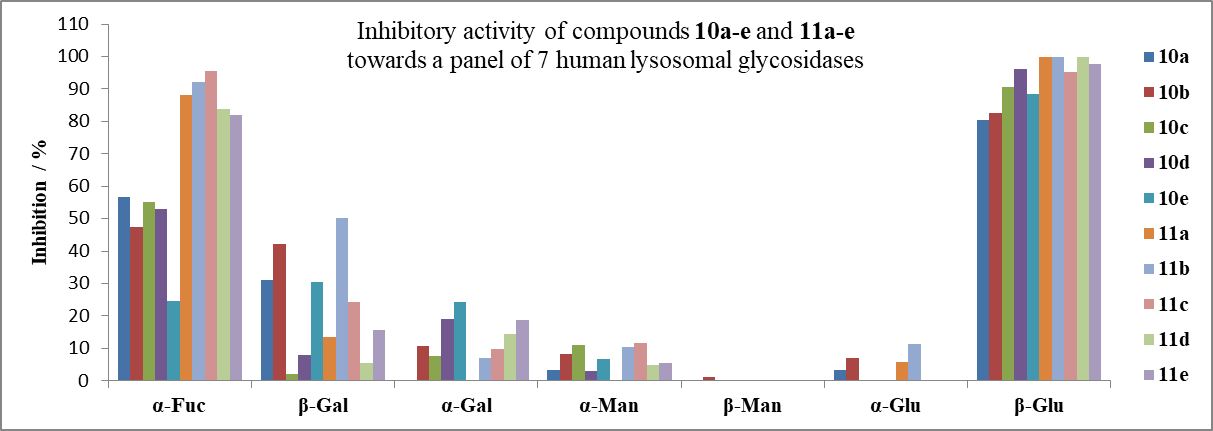 Inhibitory activity of compounds 10a-e and 11a-e
towards a panel of 7 human lysosomal glycosidases
Inhibition / %
110
100
90
80
70
60
50
40
30
20
10
0
α-Fuc
β-Gal
α-Gal
α-Man
β-Man
α-Glu
β-Glu
10a
10b
10c
10d
10e
11a
11b
11c
11d
11e